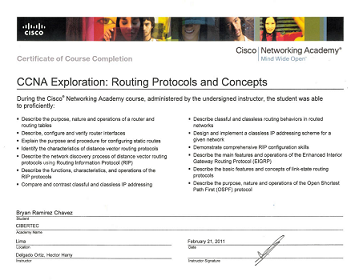 CISCO
Cisco Networking Academy®
Mind Wide Open™
Certificate of Course Completion
CCNA Exploration: Routing Protocols and Concepts
During the Cisco® Networking Academy course, administered by the undersigned instructor, the student was able
to proficiently:
• Describe the purpose, nature and operations of a router and
routing tables
• Describe, configure and verify router interfaces
• Explain the purpose and procedure for configuring static routes
• Identify the characteristics of distance vector routing protocols
• Describe the network discovery process of distance vector routing
protocols using Routing Information Protocol (RIP)
• Describe the functions, characteristics, and operations of the
RIP protocols
• Compare and contrast classful and classless IP addressing
• Describe classful and classless routing behaviors in routed
networks
• Design and implement a classless IP addressing scheme for a
given network
• Demonstrate comprehensive RIP configuration skills
• Describe the main features and operations of the Enhanced Interior
Gateway Routing Protocol (EIGRP)
• Describe the basic features and concepts of link-state routing
protocols
• Describe the purpose, nature and operations of the Open Shortest
Path First (OSPF) protocol
Bryan Ramirez Chavez
Student
CIBERTEC
Academy Name
Lima
Location
February 21, 2011
Date
Delgado Ortiz, Hector Harry
Instructor
Instructor Signature